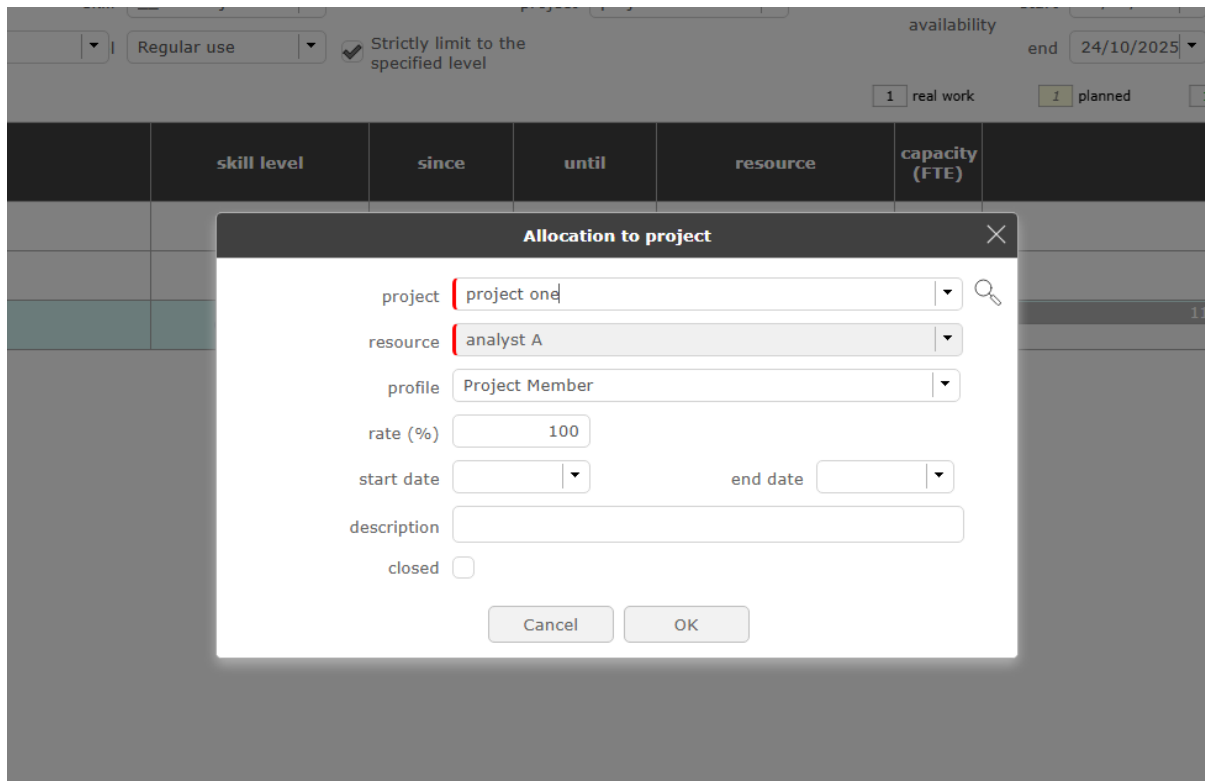 availability
Regular use
Strictly limit to the
specified level
end 24/10/2025
1 real work 1 planned
skill level since until resource capacity
(FTE)
Allocation to project
project project one
resource analyst A
profile Project Member
rate (%) 100
start date end date
description
closed
Cancel OK